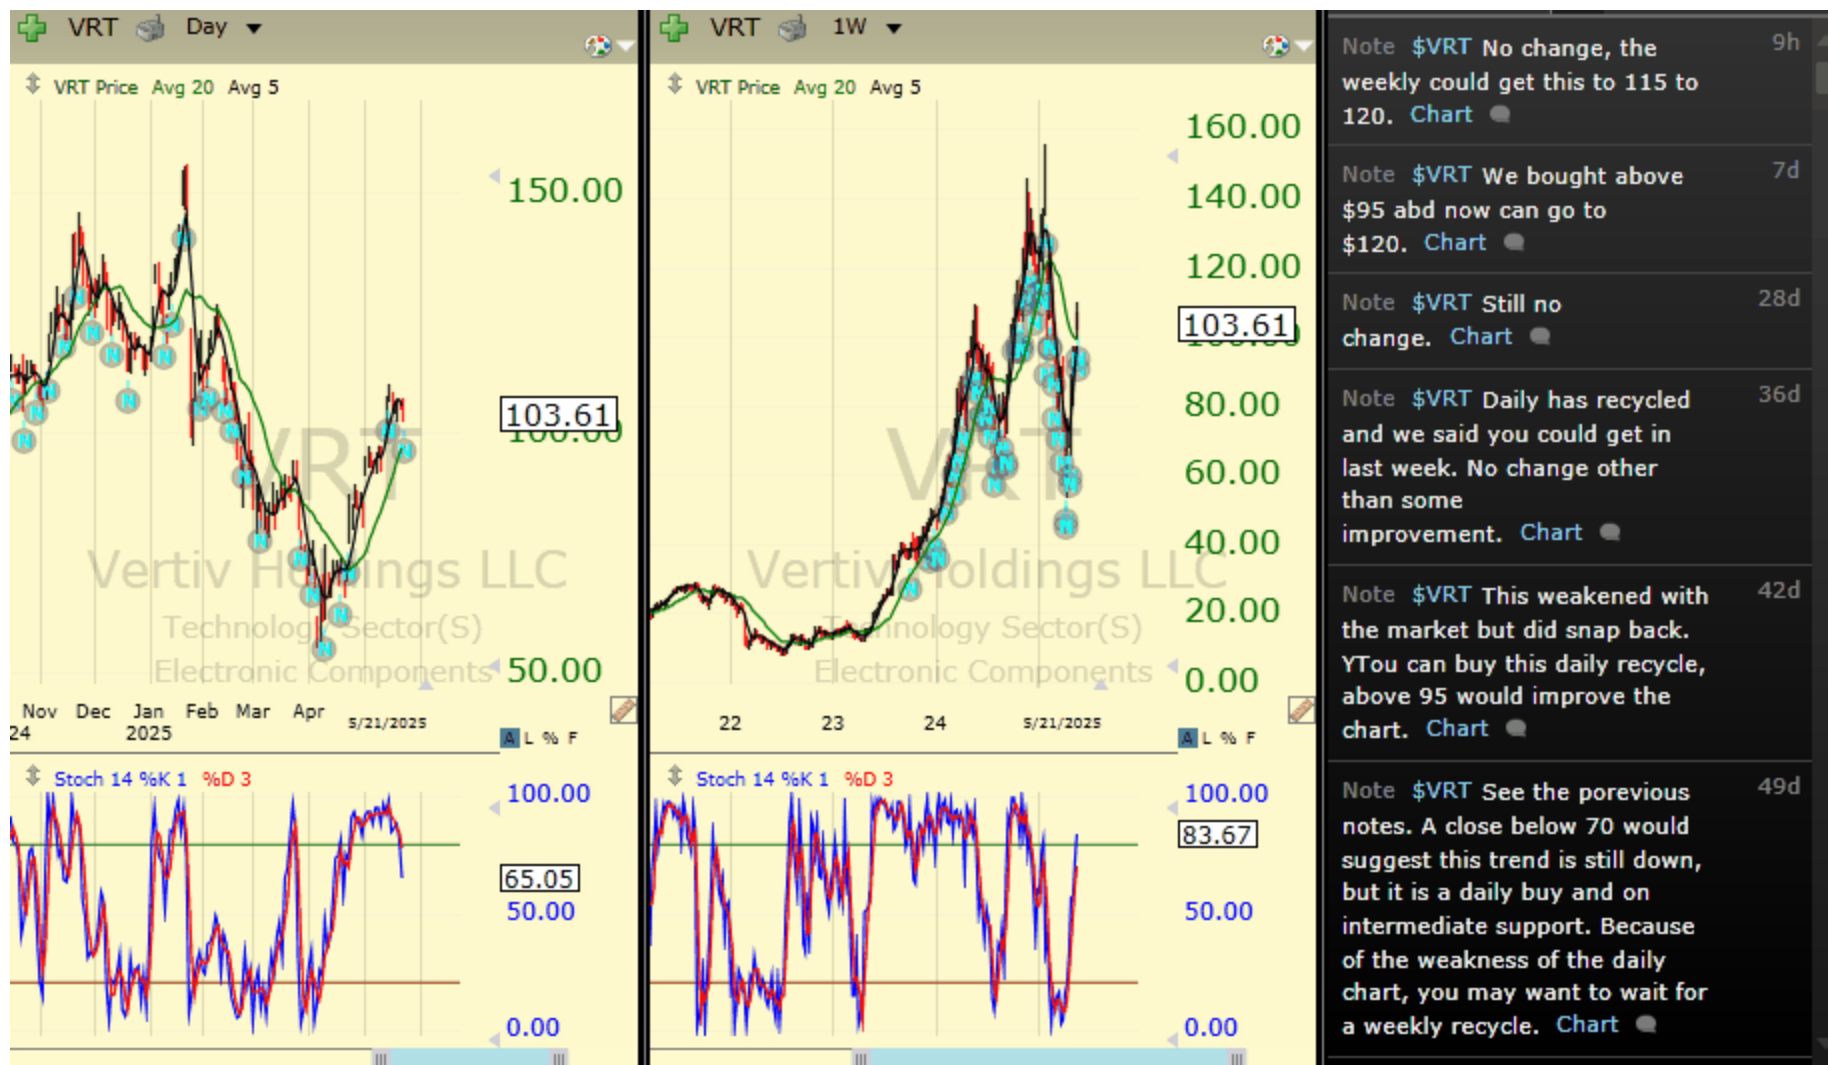 VRT Day
VRT Price Avg 20 Avg 5
150.00
103.61
100.00
50.00
VRT
Vertiv Holdings LLC
Technology Sector(S)
Electronic Components
Nov Dec Jan Feb Mar Apr 5/21/2025
24 2025
A L % F
Stoch 14 %K 1 %D 3
100.00
65.05
50.00
0.00
VRT 1W
VRT Price Avg 20 Avg 5
160.00
140.00
120.00
103.61
100.00
80.00
60.00
40.00
20.00
0.00
VRT
Vertiv Holdings LLC
Technology Sector(S)
Electronic Components
22 23 24 5/21/2025
A L % F
Stoch 14 %K 1 %D 3
100.00
83.67
50.00
0.00
Note $VRT No change, the 9h
weekly could get this to 115 to
120. Chart
Note $VRT We bought above 7d
$95 abd now can go to
$120. Chart
Note $VRT Still no 28d
change. Chart
Note $VRT Daily has recycled 36d
and we said you could get in
last week. No change other
than some
improvement. Chart
Note $VRT This weakened with 42d
the market but did snap back.
YTou can buy this daily recycle,
above 95 would improve the
chart. Chart
Note $VRT See the porevious 49d
notes. A close below 70 would
suggest this trend is still down,
but it is a daily buy and on
intermediate support. Because
of the weakness of the daily
chart, you may want to wait for
a weekly recycle. Chart